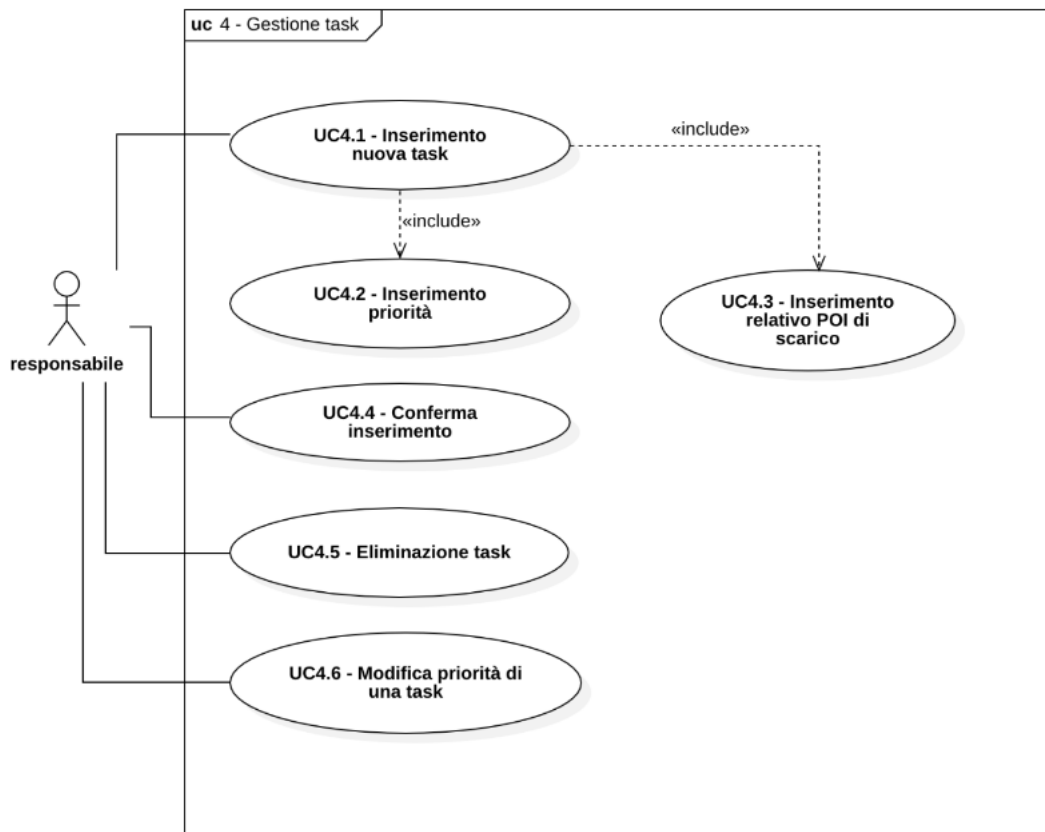 uc 4 - Gestione task
UC4.1 - Inserimento
nuova task
«include»
«include»
UC4.2 - Inserimento
priorità
UC4.3 - Inserimento
relativo POI di
scarico
responsabile
UC4.4 - Conferma
inserimento
UC4.5 - Eliminazione task
UC4.6 - Modifica priorità di
una task